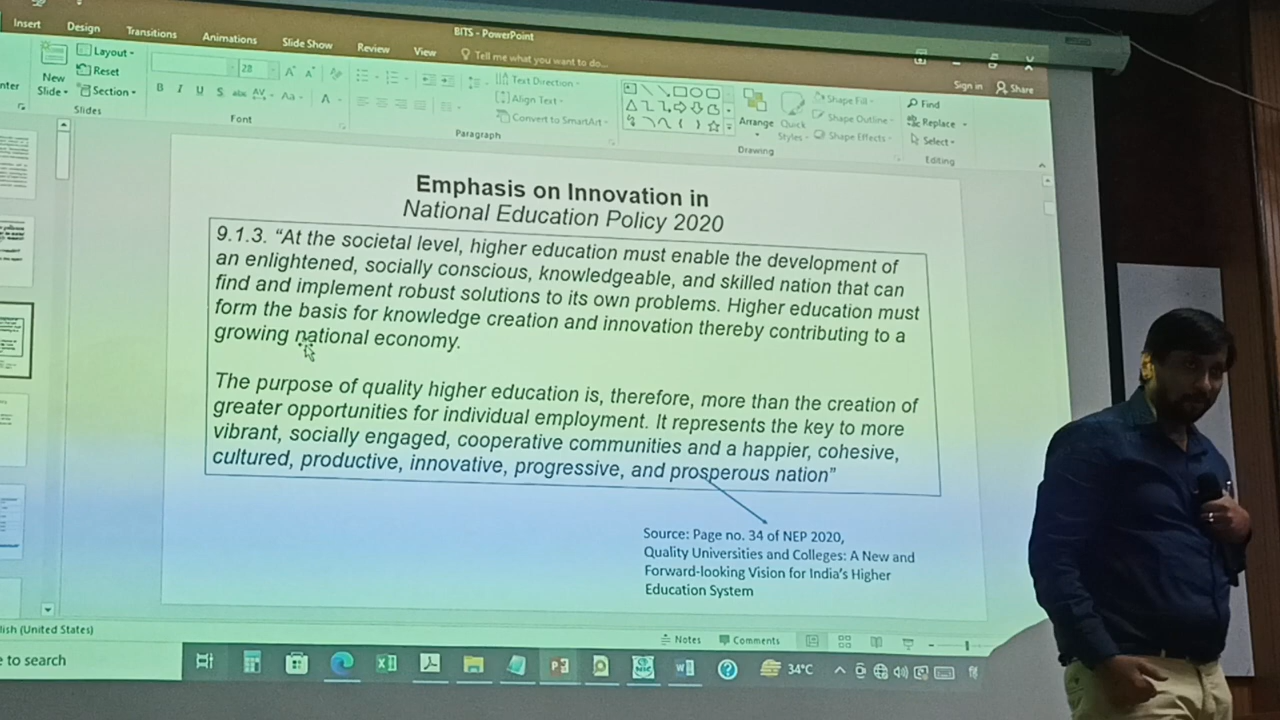 BITS - PowerPoint
Insert Design Transitions Animations Slide Show Review View Tell me what you want to do...
Sign in Share
New Slide
Layout
Reset
Section
Slides
28
B I U S abc AV Aa A
Font
Text Direction
Align Text
Convert to SmartArt
Paragraph
Arrange
Quick Styles
Shape Fill
Shape Outline
Shape Effects
Drawing
Find
Replace
Select
Editing
Emphasis on Innovation in
National Education Policy 2020
9.1.3. “At the societal level, higher education must enable the development of
an enlightened, socially conscious, knowledgeable, and skilled nation that can
find and implement robust solutions to its own problems. Higher education must
form the basis for knowledge creation and innovation thereby contributing to a
growing national economy.
The purpose of quality higher education is, therefore, more than the creation of
greater opportunities for individual employment. It represents the key to more
vibrant, socially engaged, cooperative communities and a happier, cohesive,
cultured, productive, innovative, progressive, and prosperous nation”
Source: Page no. 34 of NEP 2020,
Quality Universities and Colleges: A New and
Forward-looking Vision for India’s Higher
Education System
lish (United States)
Notes Comments
e to search
34°C